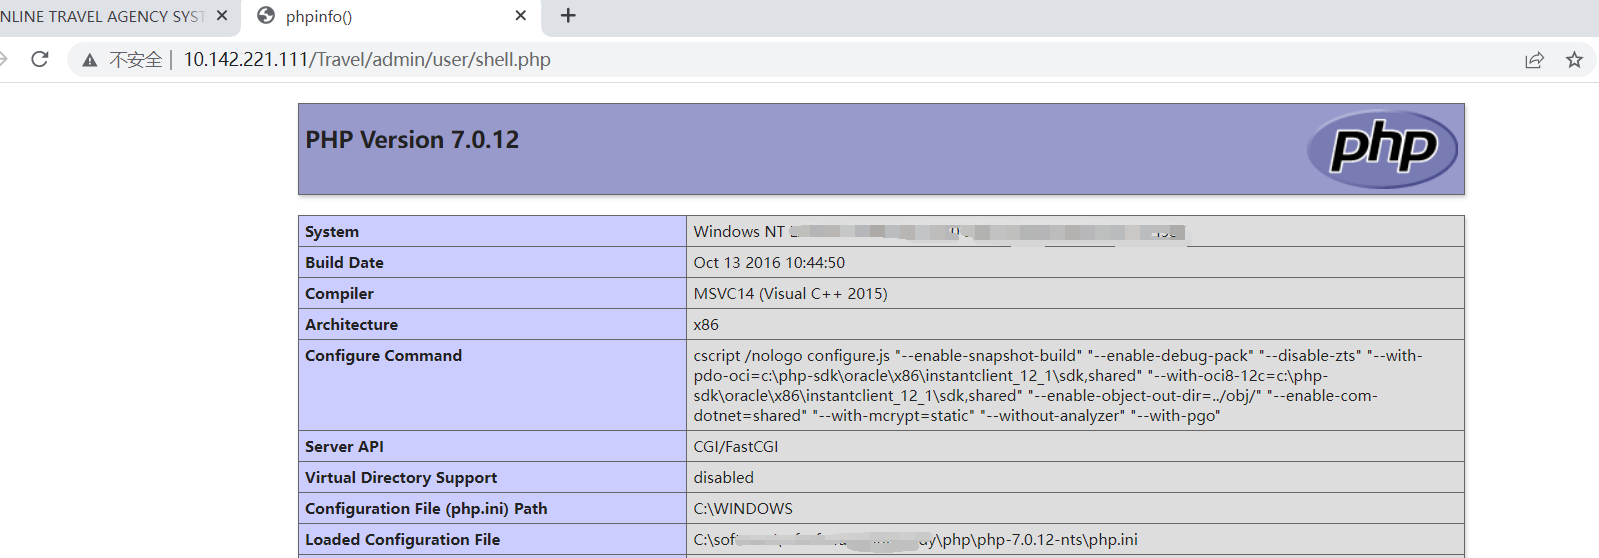 NLINE TRAVEL AGENCY SYST
phpinfo()
不安全 | 10.142.221.111/Travel/admin/user/shell.php
PHP Version 7.0.12
php
System Windows NT
Build Date Oct 13 2016 10:44:50
Compiler MSVC14 (Visual C++ 2015)
Architecture x86
Configure Command cscript /nologo configure.js "--enable-snapshot-build" "--enable-debug-pack" "--disable-zts" "--with-
pdo-oci=c:\php-sdk\oracle\x86\instantclient_12_1\sdk,shared" "--with-oci8-12c=c:\php-
sdk\oracle\x86\instantclient_12_1\sdk,shared" "--enable-object-out-dir=../obj/" "--enable-com-
dotnet=shared" "--with-mcrypt=static" "--without-analyzer" "--with-pgo"
Server API CGI/FastCGI
Virtual Directory Support disabled
Configuration File (php.ini) Path C:\WINDOWS
Loaded Configuration File C:\sof dy\php\php-7.0.12-nts\php.ini